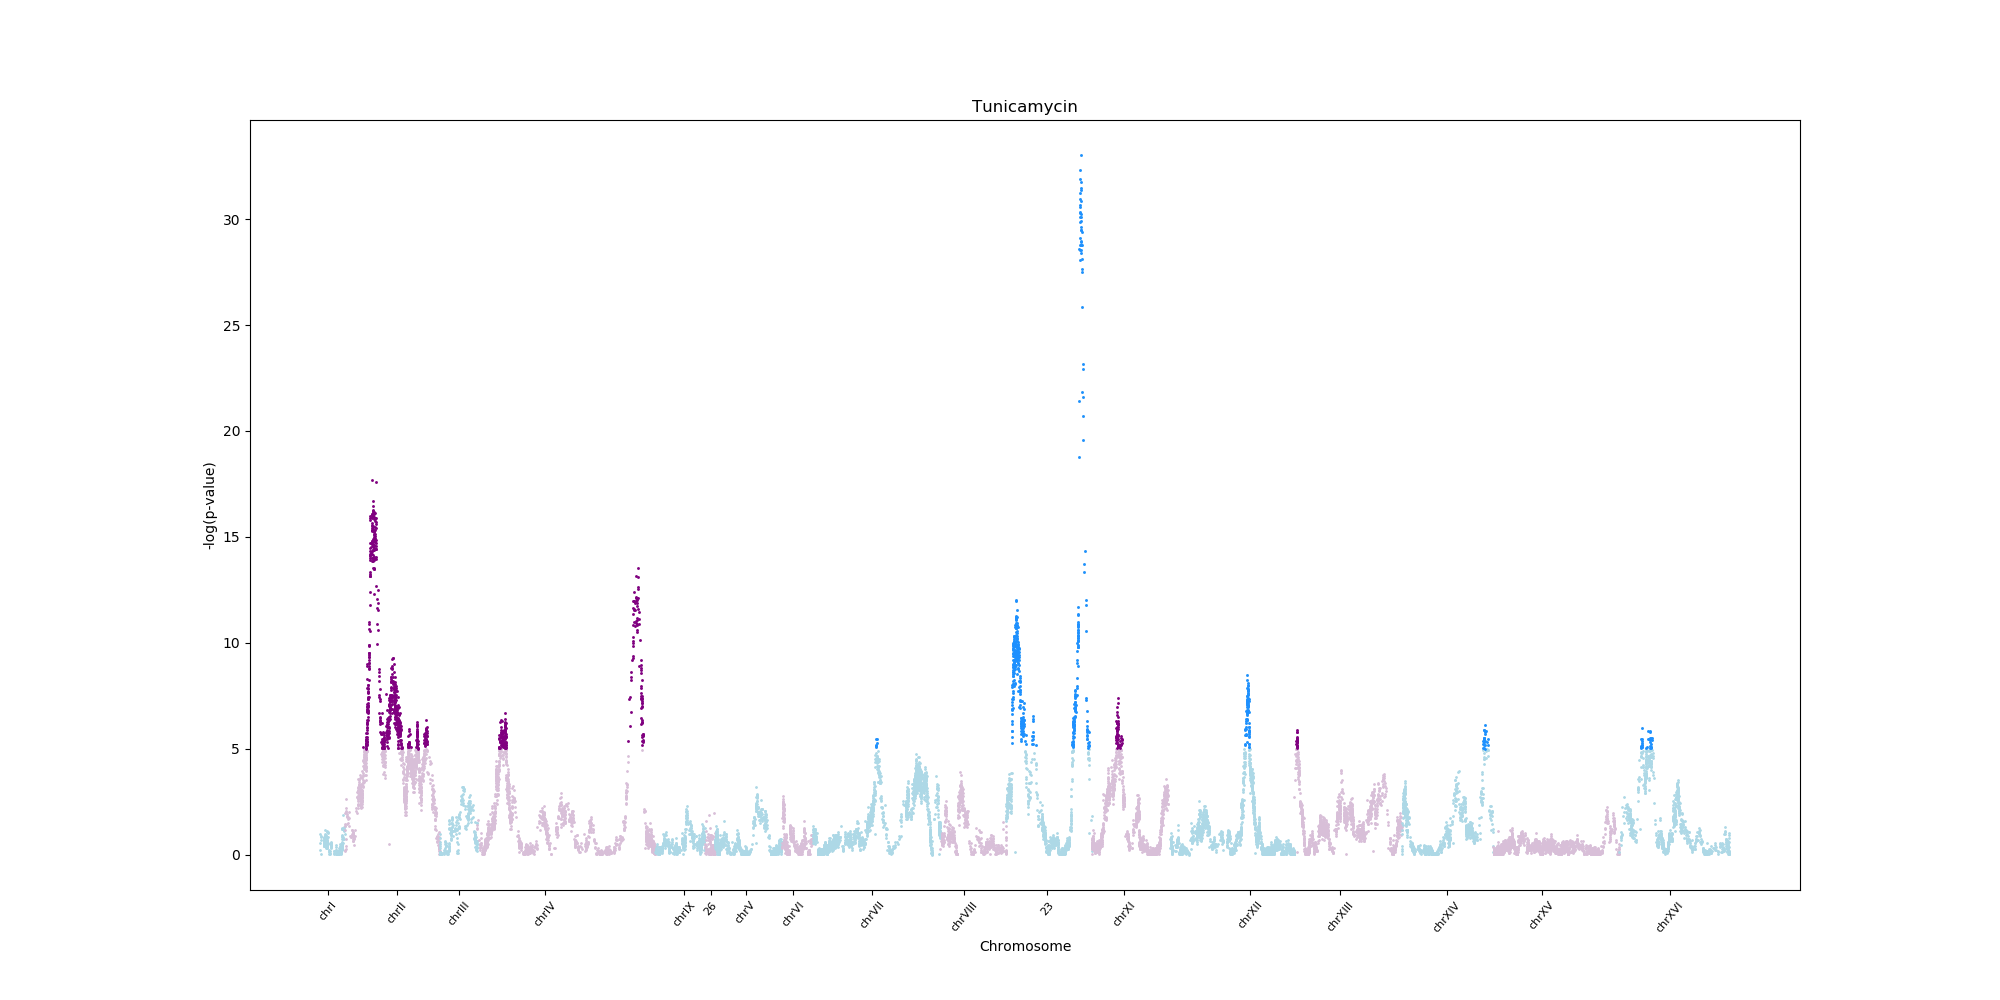 Tunicamycin
30
25
20
15
10
5
0
-log(p-value)
chrI
chrII
chrIII
chrIV
chrIX
26
chrV
chrVI
chrVII
chrVIII
23
chrXI
chrXII
chrXIII
chrXIV
chrXV
chrXVI
Chromosome